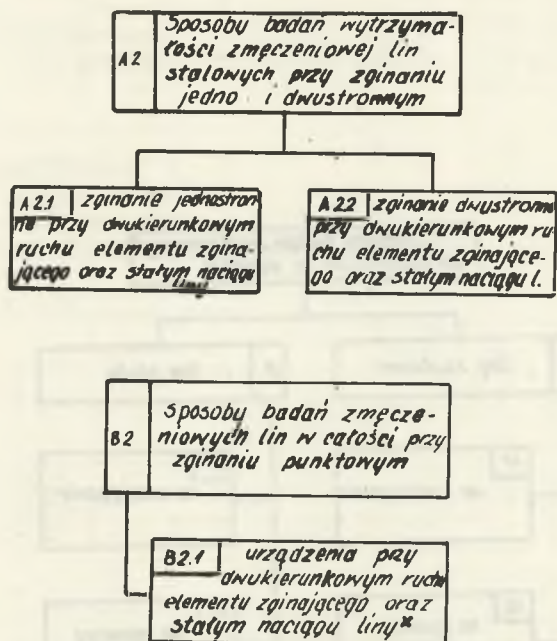 A2
Sposoby badań wytrzyma-
łości zmęczeniowej lin
stalowych przy zginaniu
jedno i dwustronnym
A2.1 zginanie jednostron
ne przy dwukierunkowym
ruchu elementu zgina-
jącego oraz stałym naciągu
liny
A2.2 zginanie dwustronne
przy dwukierunkowym ru-
chu elementu zginające-
go oraz stałym naciągu l.
B2
Sposoby badań zmęcze-
niowych lin w całości przy
zginaniu punktowym
B2.1 urządzenia przy
dwukierunkowym ruchu
elementu zginającego, oraz
stałym naciągu liny x